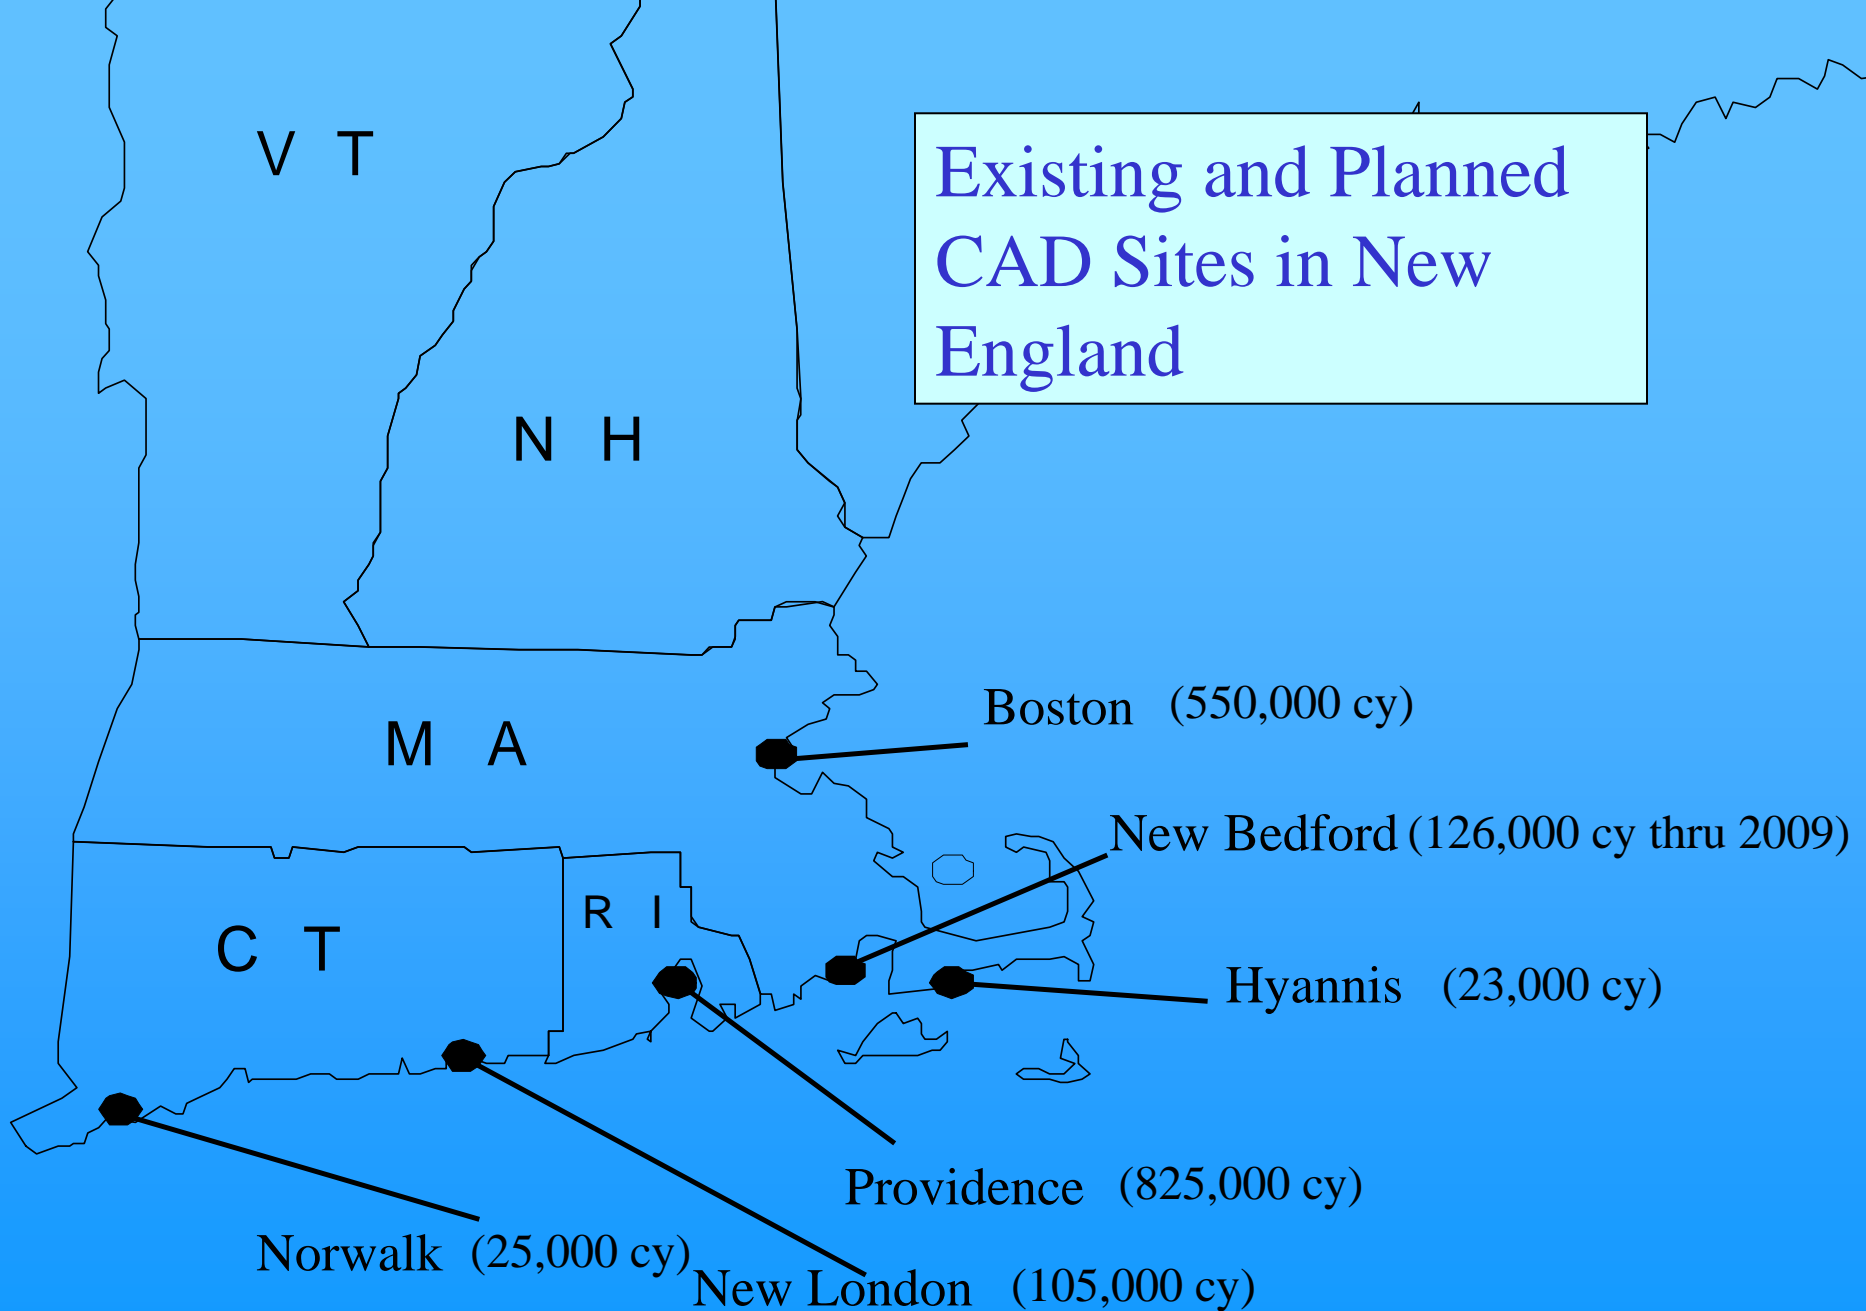 V T
Existing and Planned
CAD Sites in New
England
N H
Boston (550,000 cy)
M A
New Bedford (126,000 cy thru 2009)
R I
C T
Hyannis (23,000 cy)
Providence (825,000 cy)
Norwalk (25,000 cy)
New London (105,000 cy)